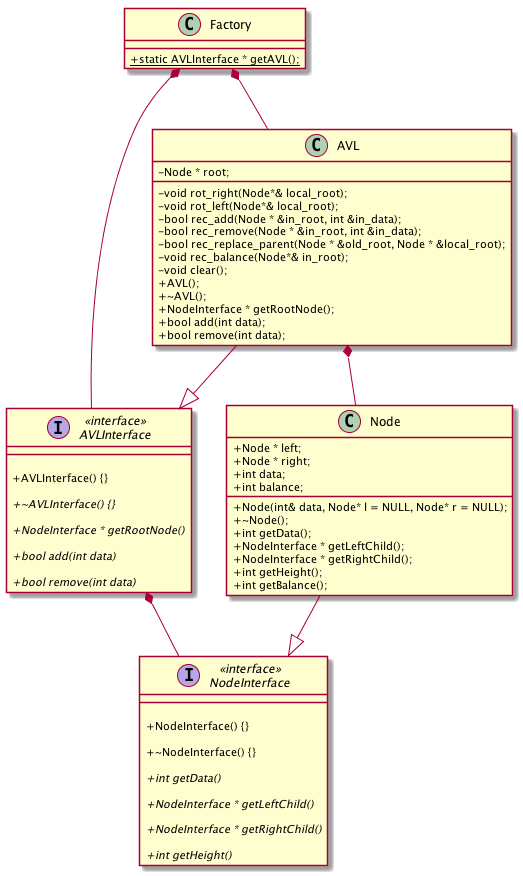 C Factory
+static AVLInterface * getAVL();
C AVL
-Node * root;
-void rot_right(Node*& local_root);
-void rot_left(Node*& local_root);
-bool rec_add(Node * &in_root, int &in_data);
-bool rec_remove(Node * &in_root, int &in_data);
-bool rec_replace_parent(Node * &old_root, Node * &local_root);
-void rec_balance(Node*& in_root);
-void clear();
+AVL();
+~AVL();
+NodeInterface * getRootNode();
+bool add(int data);
+bool remove(int data);
I «interface»
AVLInterface
+AVLInterface() {}
+~AVLInterface() {}
+NodeInterface * getRootNode()
+bool add(int data)
+bool remove(int data)
C Node
+Node * left;
+Node * right;
+int data;
+int balance;
+Node(int& data, Node* l = NULL, Node* r = NULL);
+~Node();
+int getData();
+NodeInterface * getLeftChild();
+NodeInterface * getRightChild();
+int getHeight();
+int getBalance();
I «interface»
NodeInterface
+NodeInterface() {}
+~NodeInterface() {}
+int getData()
+NodeInterface * getLeftChild()
+NodeInterface * getRightChild()
+int getHeight()